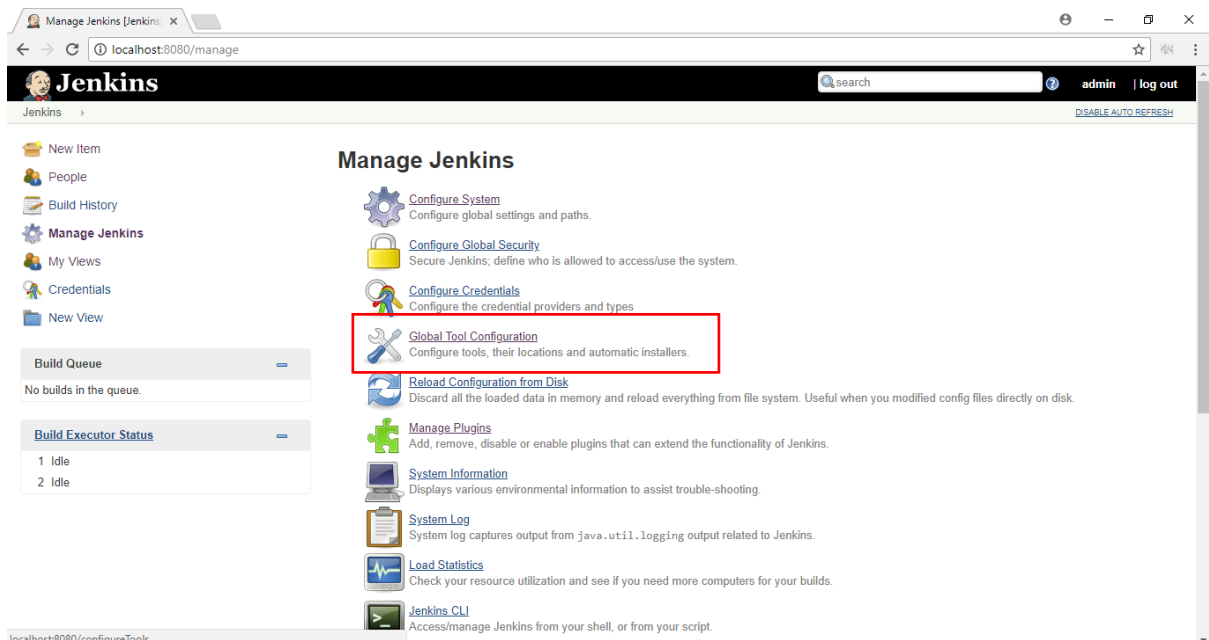 Manage Jenkins [Jenkins]
localhost:8080/manage
Jenkins
search
admin | log out
Jenkins
DISABLE AUTO REFRESH
New Item
People
Build History
Manage Jenkins
My Views
Credentials
New View
Build Queue
No builds in the queue.
Build Executor Status
1 Idle
2 Idle
Manage Jenkins
Configure System
Configure global settings and paths.
Configure Global Security
Secure Jenkins; define who is allowed to access/use the system.
Configure Credentials
Configure the credential providers and types
Global Tool Configuration
Configure tools, their locations and automatic installers.
Reload Configuration from Disk
Discard all the loaded data in memory and reload everything from file system. Useful when you modified config files directly on disk.
Manage Plugins
Add, remove, disable or enable plugins that can extend the functionality of Jenkins.
System Information
Displays various environmental information to assist trouble-shooting.
System Log
System log captures output from java.util.logging output related to Jenkins.
Load Statistics
Check your resource utilization and see if you need more computers for your builds.
Jenkins CLI
Access/manage Jenkins from your shell, or from your script.
localhost:8080/configureTools